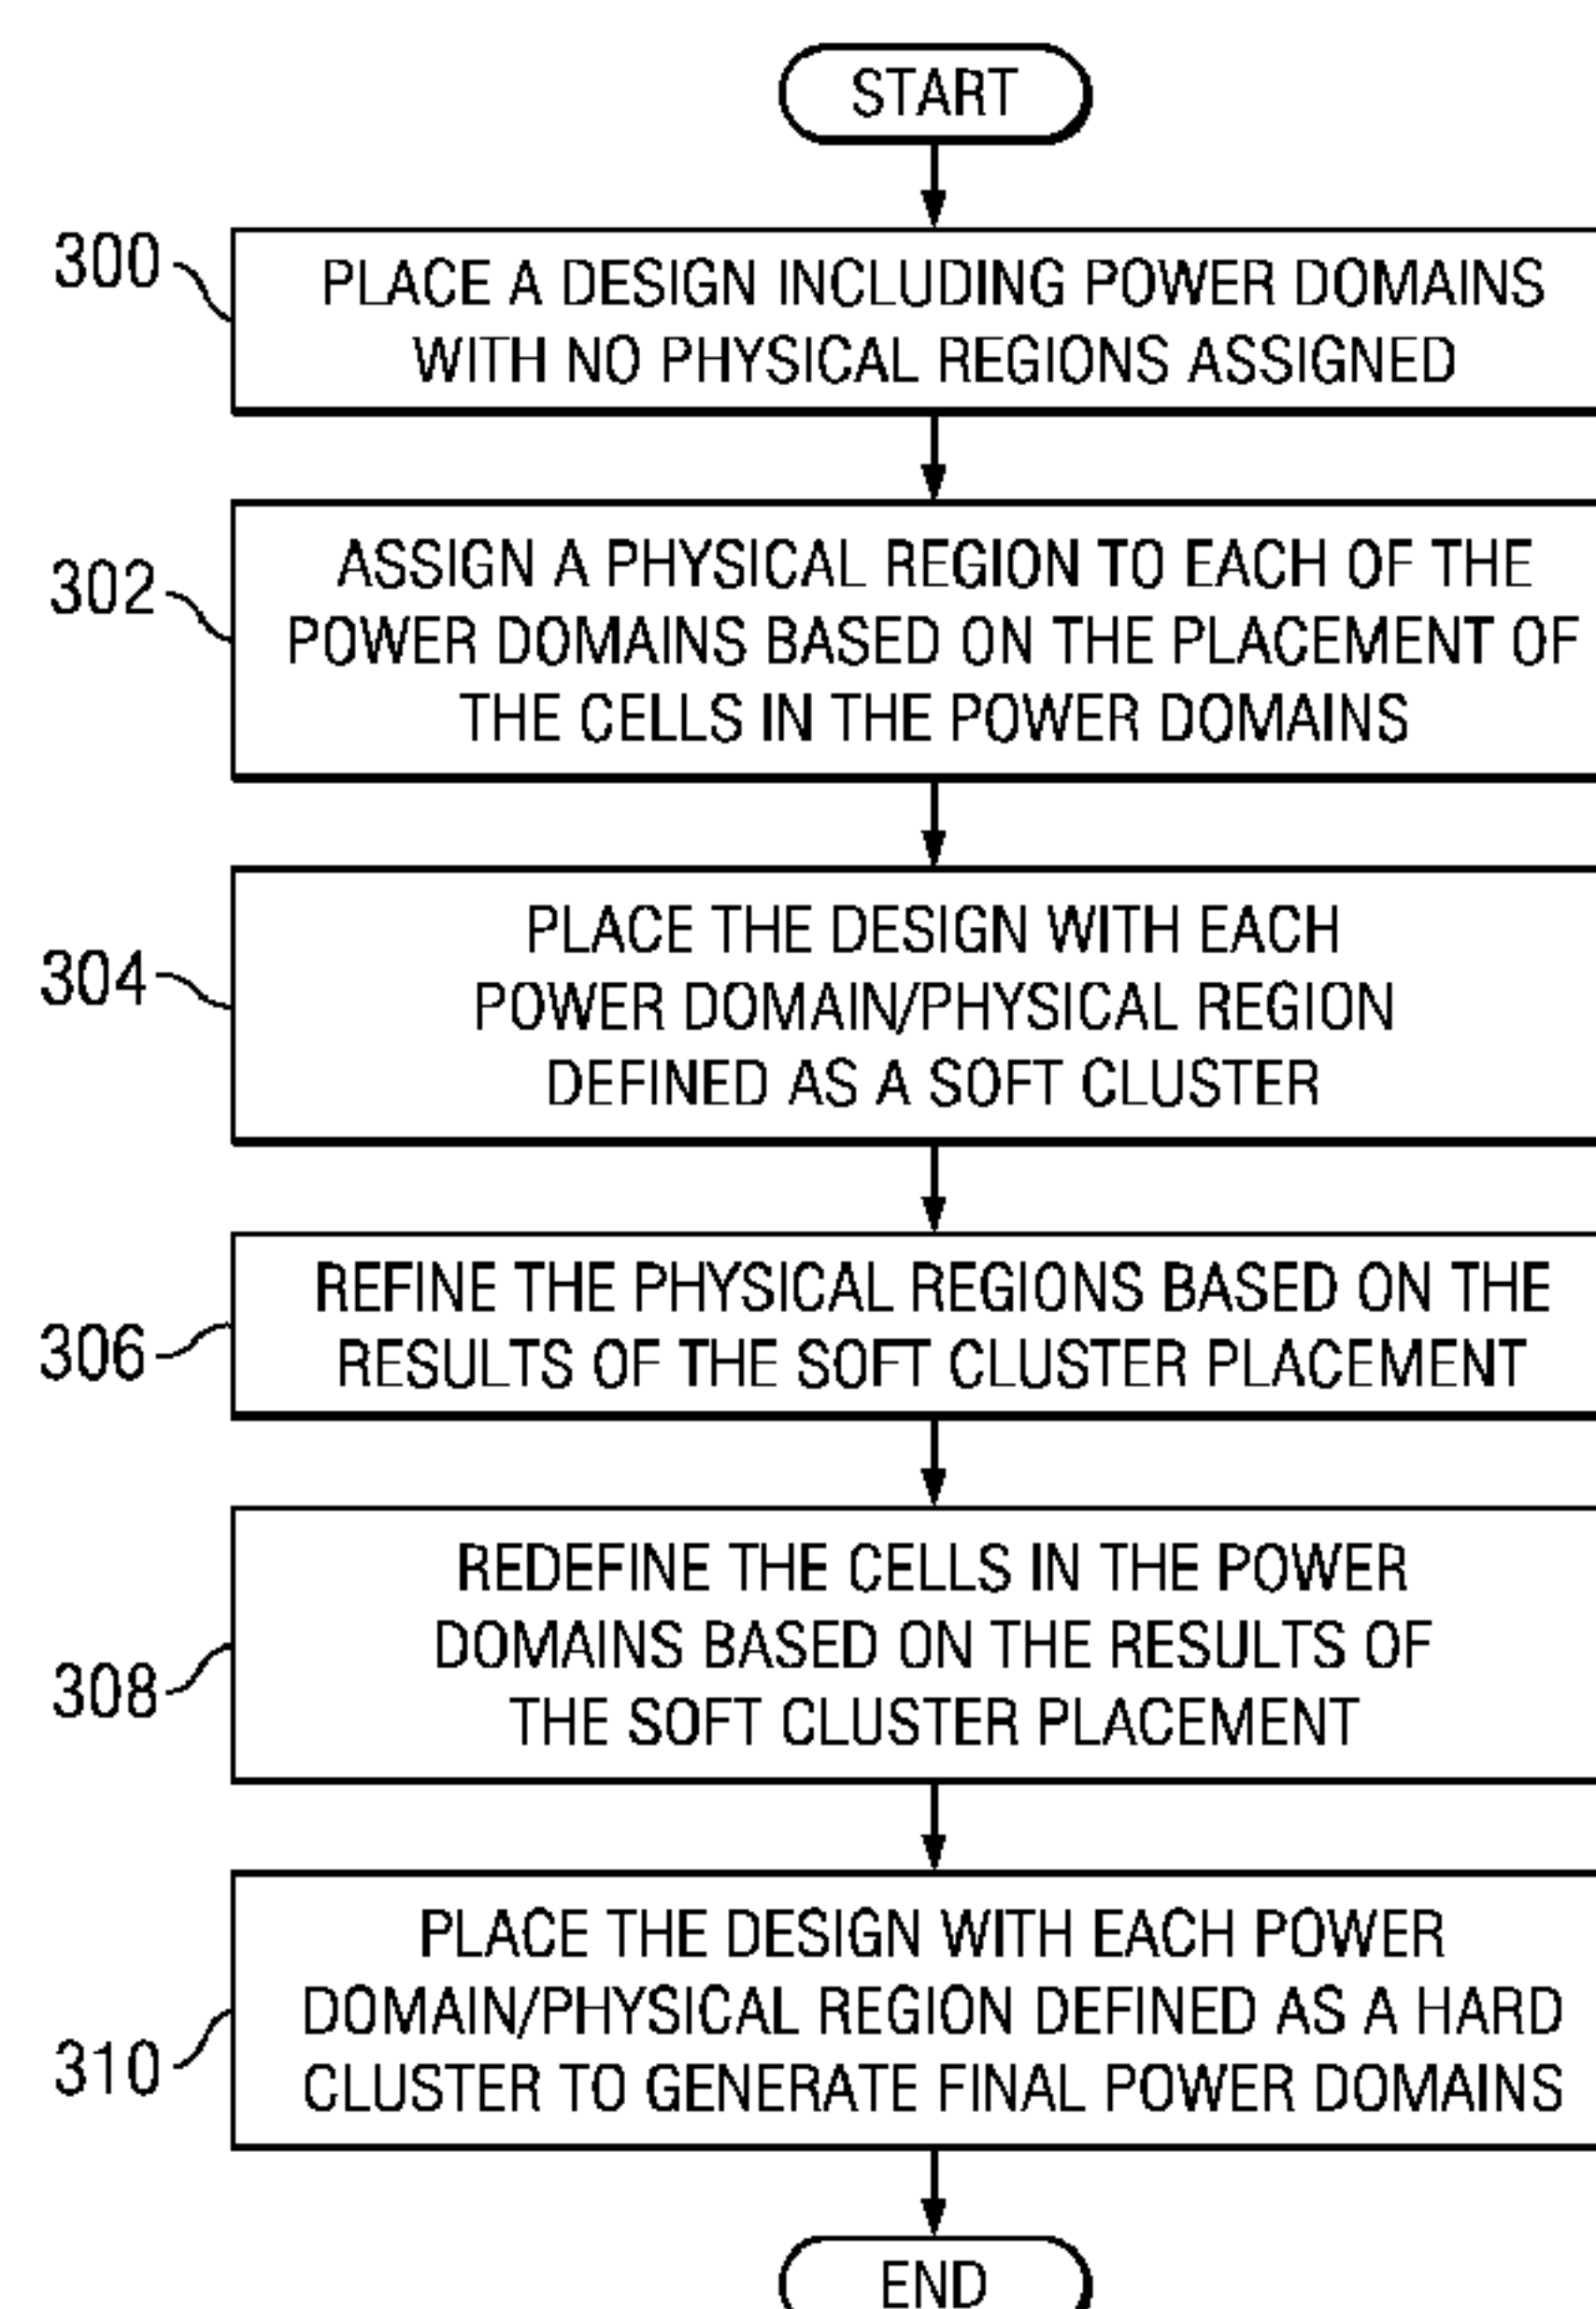 START
300
PLACE A DESIGN INCLUDING POWER DOMAINS
WITH NO PHYSICAL REGIONS ASSIGNED
302
ASSIGN A PHYSICAL REGION TO EACH OF THE
POWER DOMAINS BASED ON THE PLACEMENT OF
THE CELLS IN THE POWER DOMAINS
304
PLACE THE DESIGN WITH EACH
POWER DOMAIN/PHYSICAL REGION
DEFINED AS A SOFT CLUSTER
306
REFINE THE PHYSICAL REGIONS BASED ON THE
RESULTS OF THE SOFT CLUSTER PLACEMENT
308
REDEFINE THE CELLS IN THE POWER
DOMAINS BASED ON THE RESULTS OF
THE SOFT CLUSTER PLACEMENT
310
PLACE THE DESIGN WITH EACH POWER
DOMAIN/PHYSICAL REGION DEFINED AS A HARD
CLUSTER TO GENERATE FINAL POWER DOMAINS
END